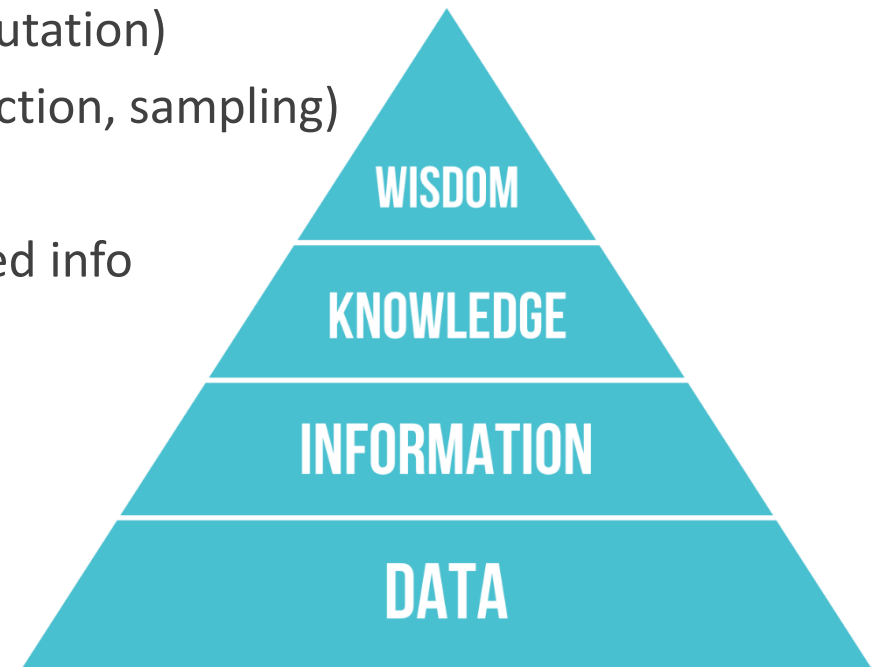 utation)
ction, sampling)
WISDOM
ed info
KNOWLEDGE
INFORMATION
DATA